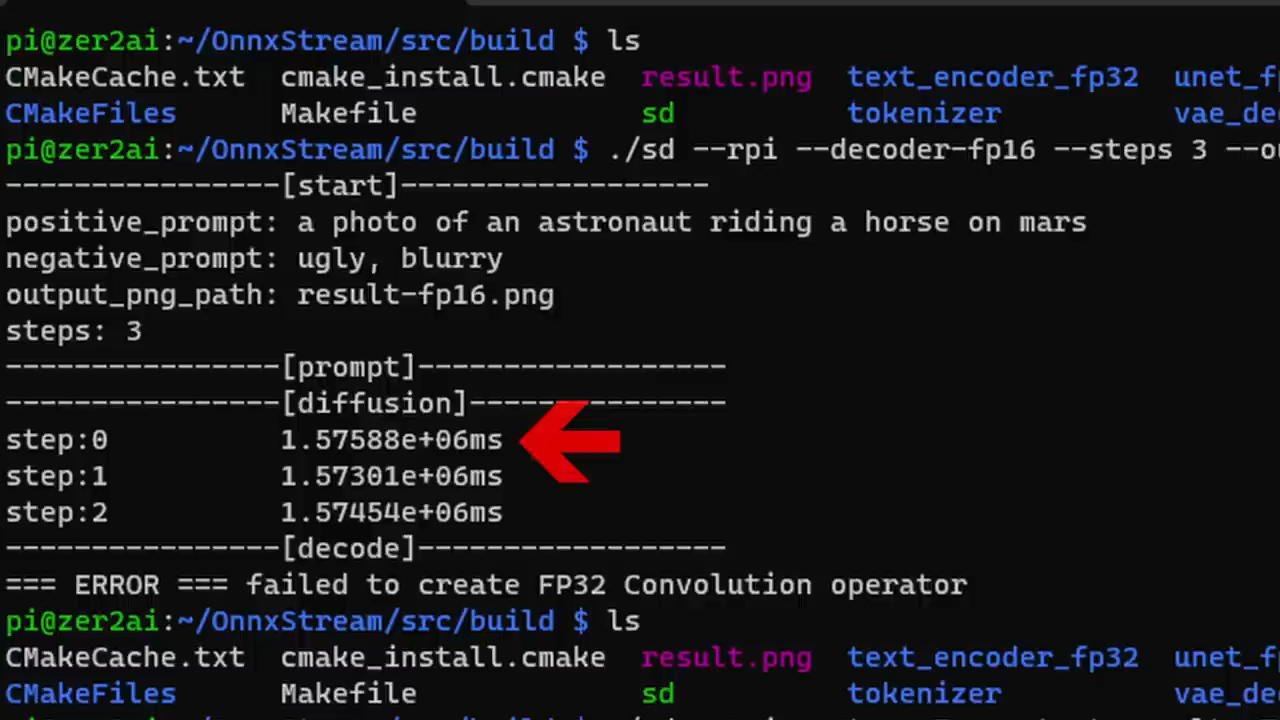 pi@zer2ai:~/OnnxStream/src/build $ ls
CMakeCache.txt  cmake_install.cmake  result.png  text_encoder_fp32  unet_f
CMakeFiles      Makefile             sd          tokenizer          vae_de
pi@zer2ai:~/OnnxStream/src/build $ ./sd --rpi --decoder-fp16 --steps 3 --o
----------------[start]------------------
positive_prompt: a photo of an astronaut riding a horse on mars
negative_prompt: ugly, blurry
output_png_path: result-fp16.png
steps: 3
----------------[prompt]------------------
----------------[diffusion]---------------
step:0          1.57588e+06ms
step:1          1.57301e+06ms
step:2          1.57454e+06ms
----------------[decode]------------------
=== ERROR === failed to create FP32 Convolution operator
pi@zer2ai:~/OnnxStream/src/build $ ls
CMakeCache.txt  cmake_install.cmake  result.png  text_encoder_fp32  unet_f
CMakeFiles      Makefile             sd          tokenizer          vae_de